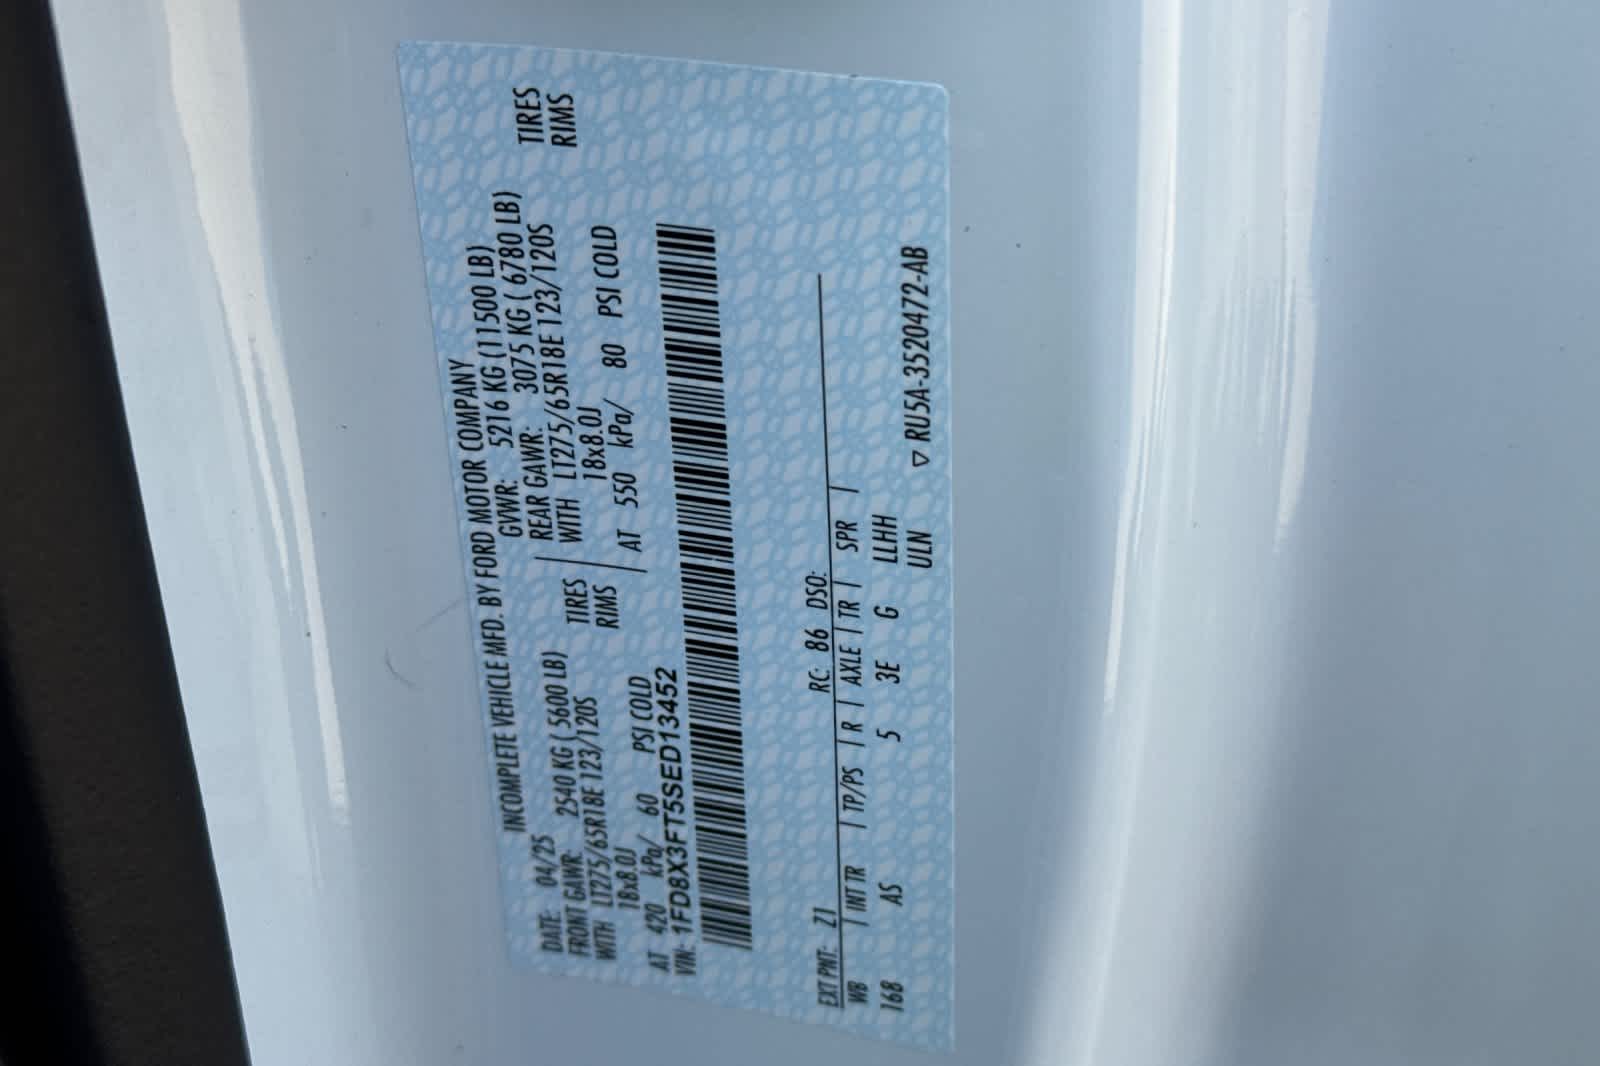 INCOMPLETE VEHICLE MFD. BY FORD MOTOR COMPANY
DATE: 04/25 GVWR: 5216 KG (11500 LB)
FRONT GAWR: 2540 KG ( 5600 LB) REAR GAWR: 3075 KG ( 6780 LB)
WITH LT275/65R18E 123/120S TIRES WITH LT275/65R18E 123/120S TIRES
18x8.0J RIMS 18x8.0J RIMS
AT 420 kPa/ 60 PSI COLD AT 550 kPa/ 80 PSI COLD
VIN: 1FD8X3FT5SED13452
EXT PNT: Z1 RC: 86 DSO:
WB | INT TR | TP/PS | R | AXLE | TR | SPR |
168 AS 5 3E G LLHH
ULN ▽ RU5A-3520472-AB